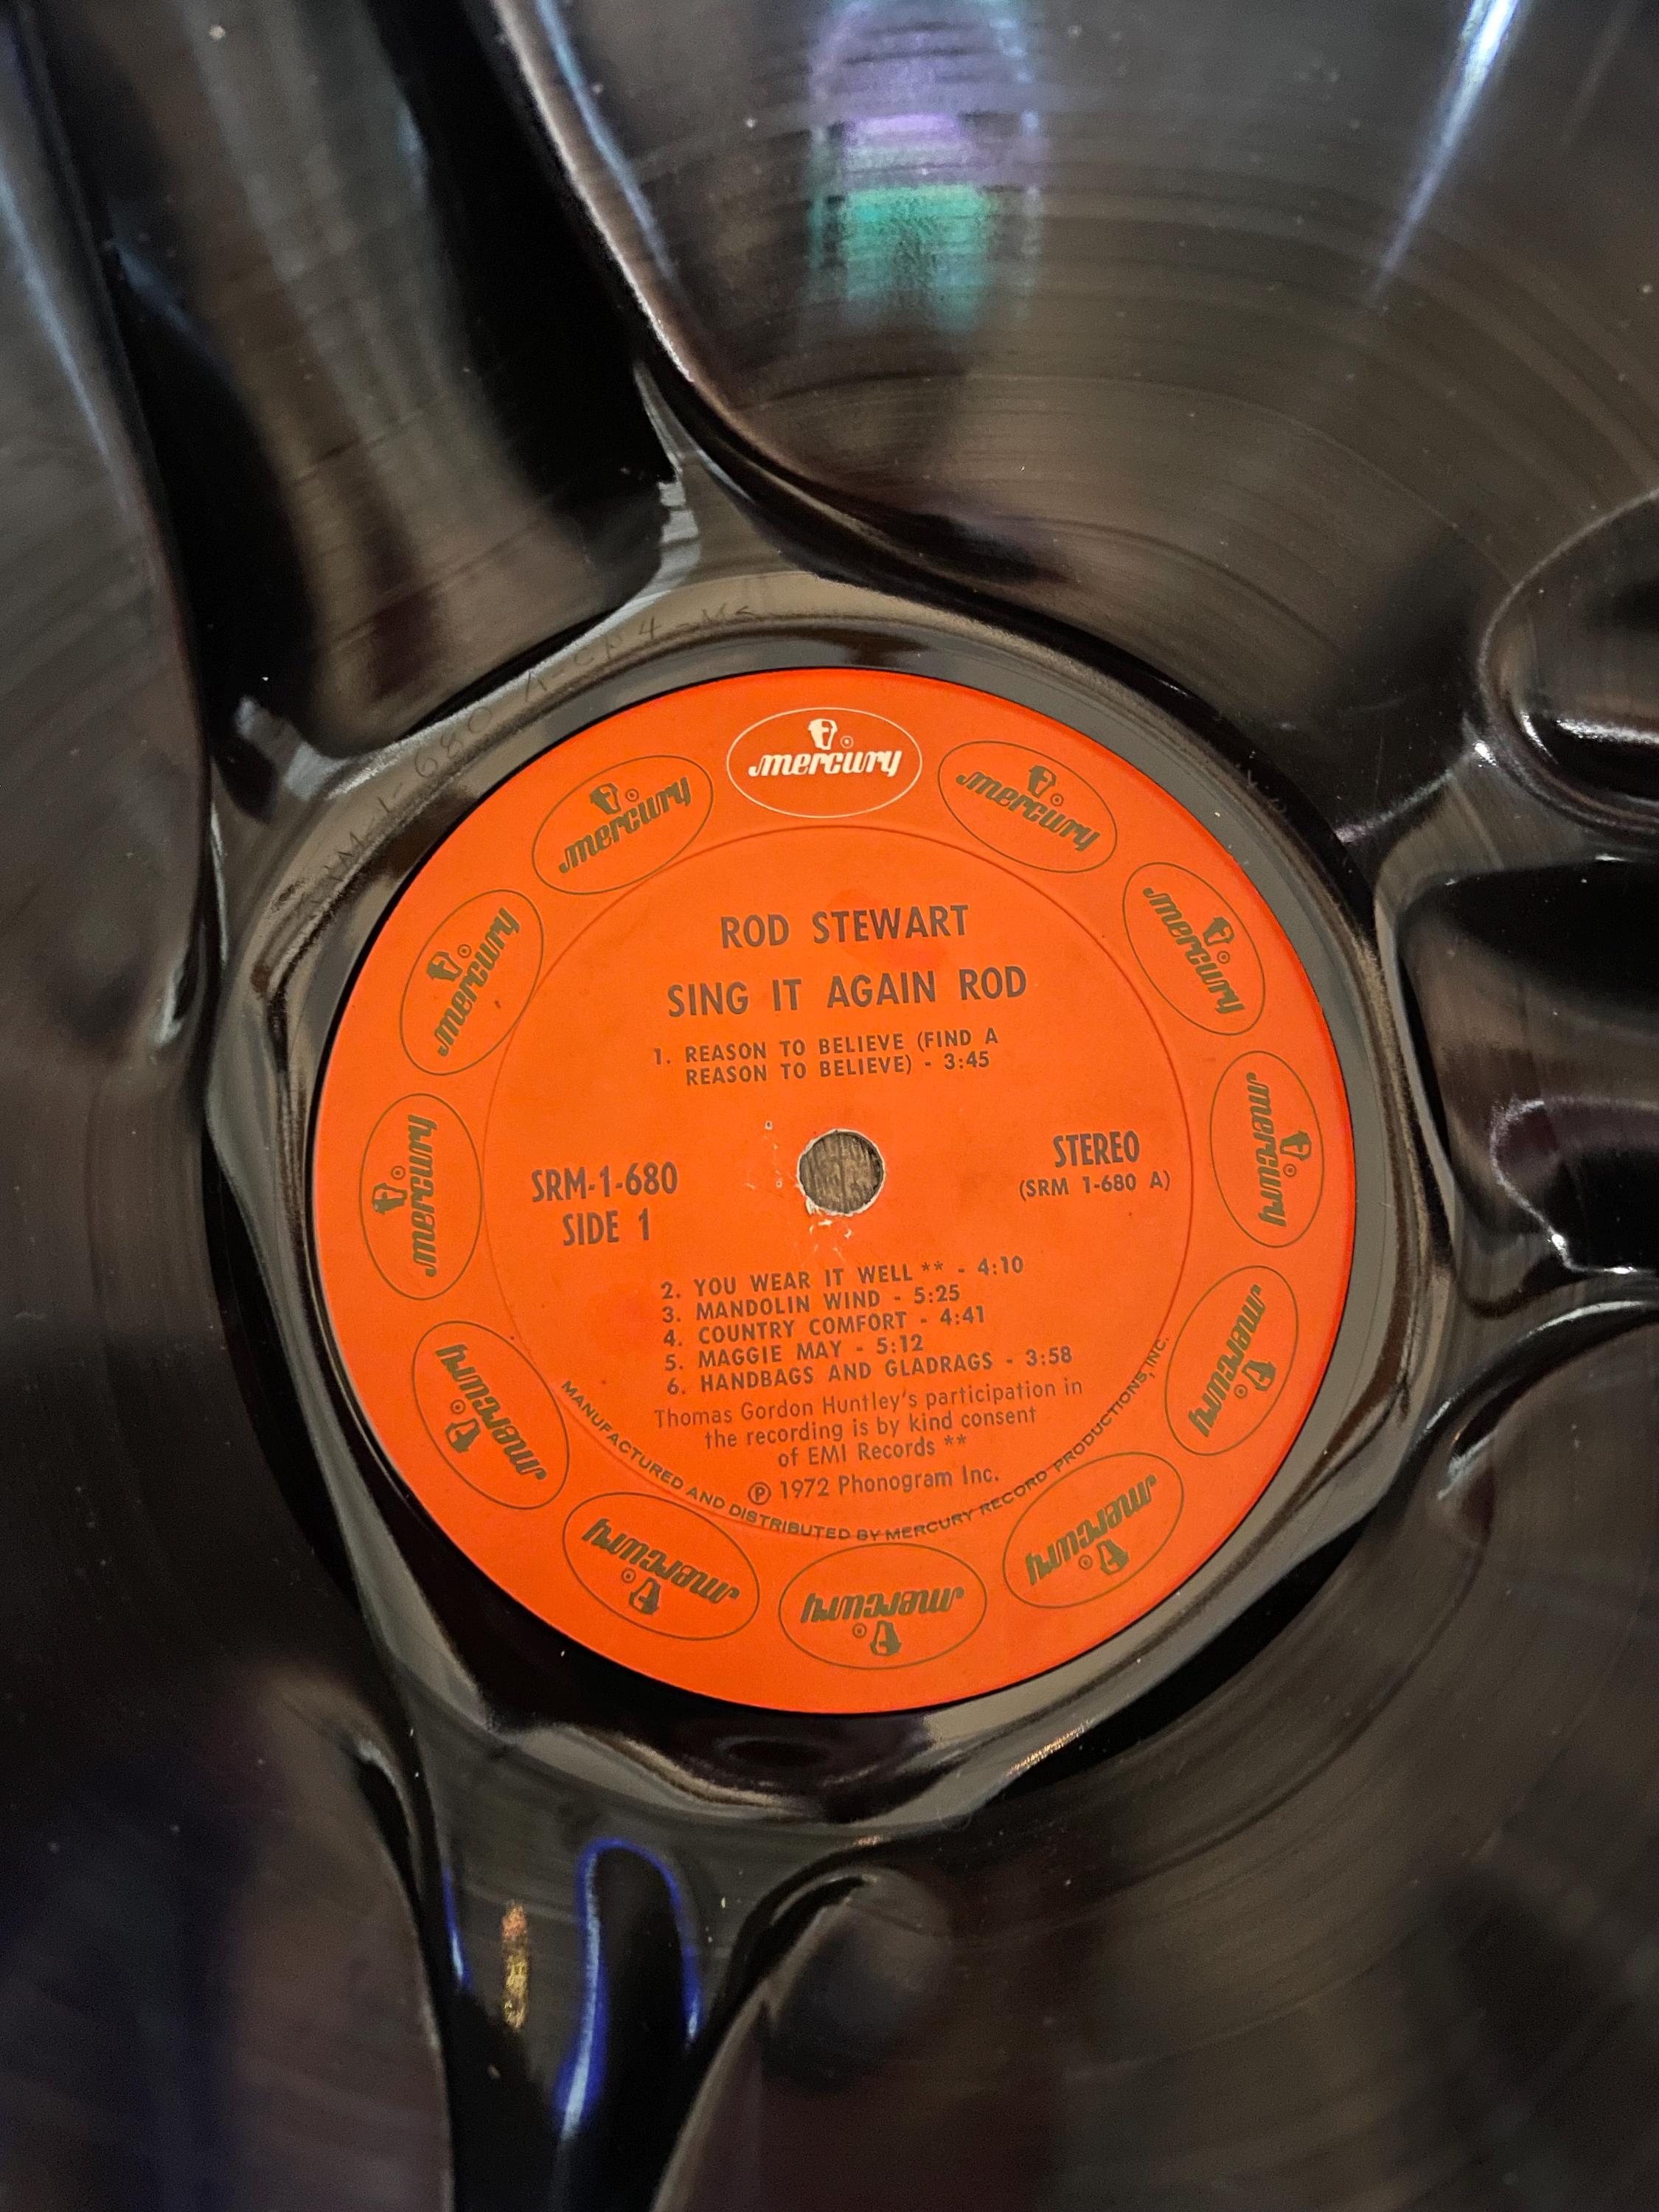 mercury
mercury
mercury
mercury
mercury
mercury
mercury
mercury
mercury
mercury
mercury
mercury
ROD STEWART
SING IT AGAIN ROD
1. REASON TO BELIEVE (FIND A
REASON TO BELIEVE) - 3:45
STEREO
(SRM 1-680 A)
SRM-1-680
SIDE 1
2. YOU WEAR IT WELL ** - 4:10
3. MANDOLIN WIND - 5:25
4. COUNTRY COMFORT - 4:41
5. MAGGIE MAY - 5:12
6. HANDBAGS AND GLADRAGS - 3:58
Thomas Gordon Huntley's participation in
the recording is by kind consent
of EMI Records **
℗ 1972 Phonogram Inc.
MANUFACTURED AND DISTRIBUTED BY MERCURY RECORD PRODUCTIONS, INC.